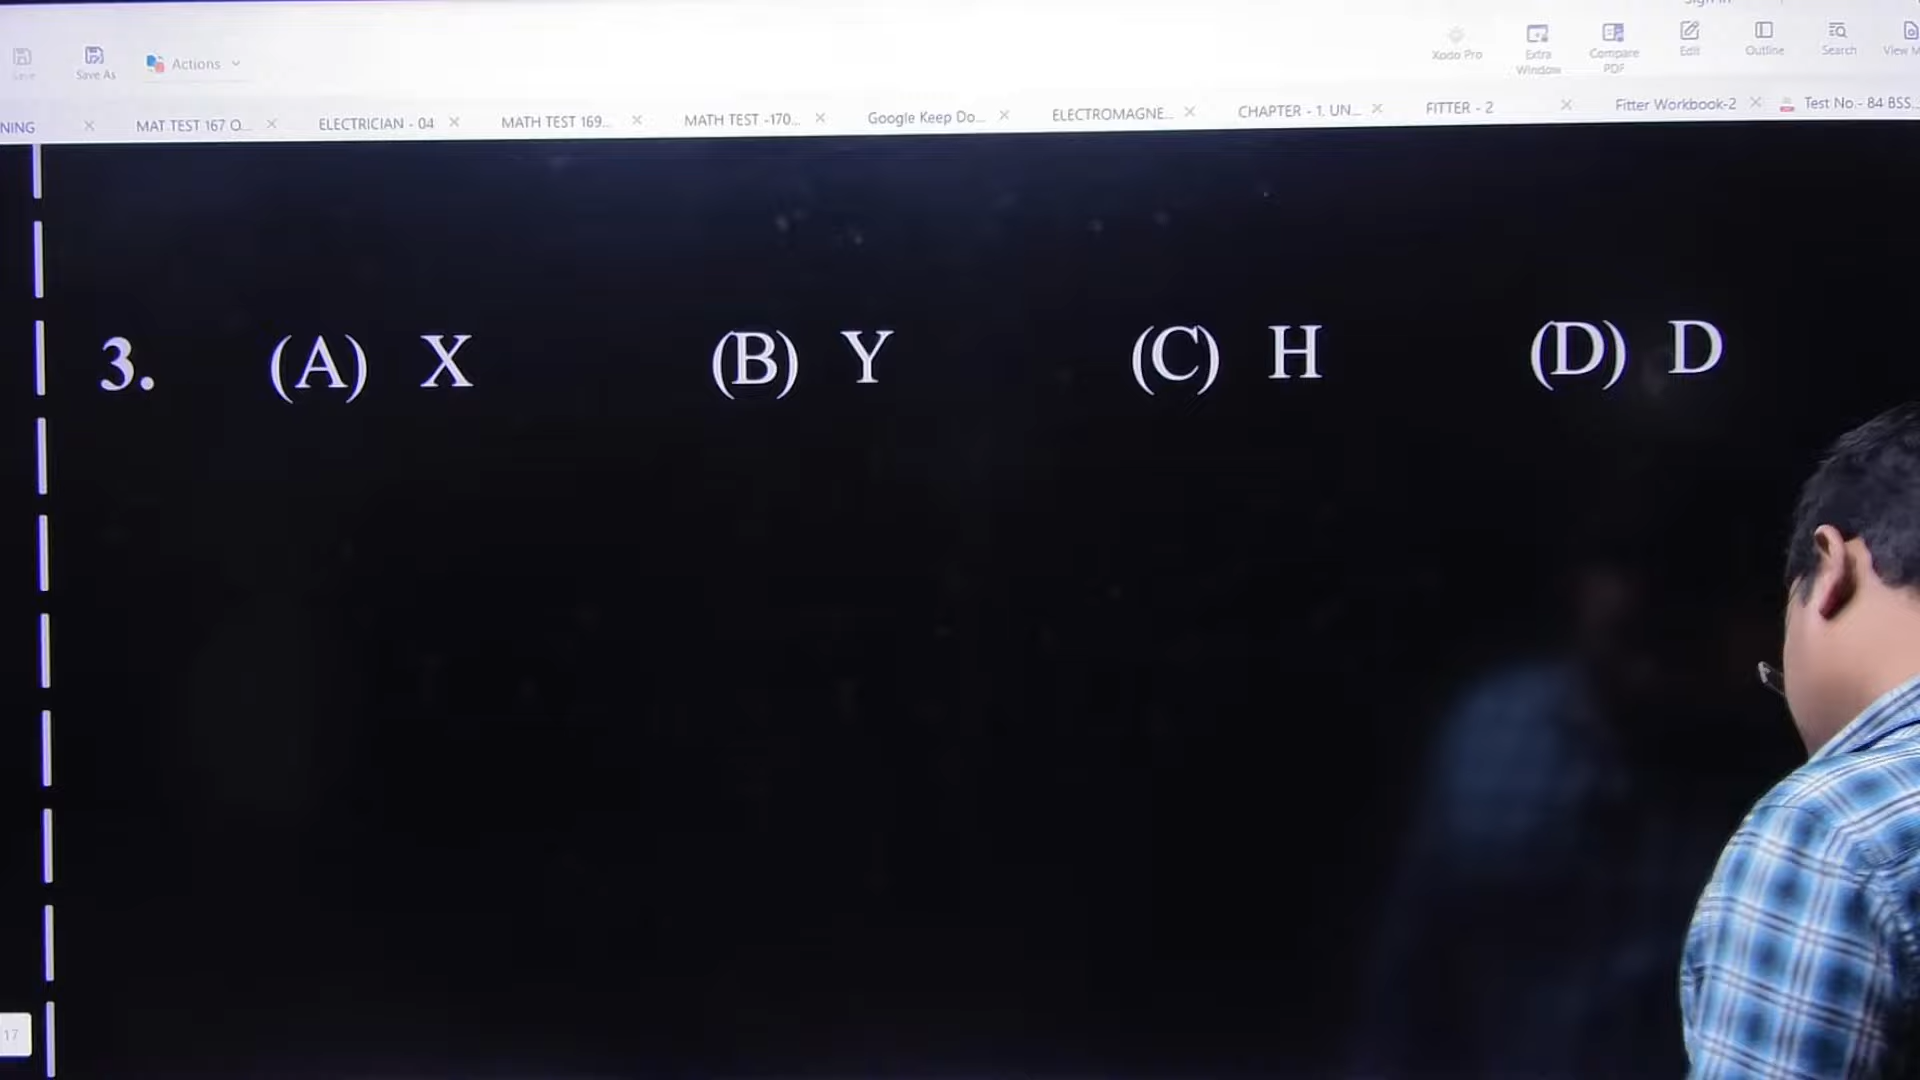 Save
Save As
Actions
Xodo Pro
Extra Window
Compare PDF
Edit
Outline
Search
View M
NING
MAT TEST 167 O...
ELECTRICIAN - 04
MATH TEST 169...
MATH TEST -170...
Google Keep Do...
ELECTROMAGNE...
CHAPTER - 1. UN...
FITTER - 2
Fitter Workbook-2
Test No.- 84 BSS...
3. (A) X (B) Y (C) H (D) D
17